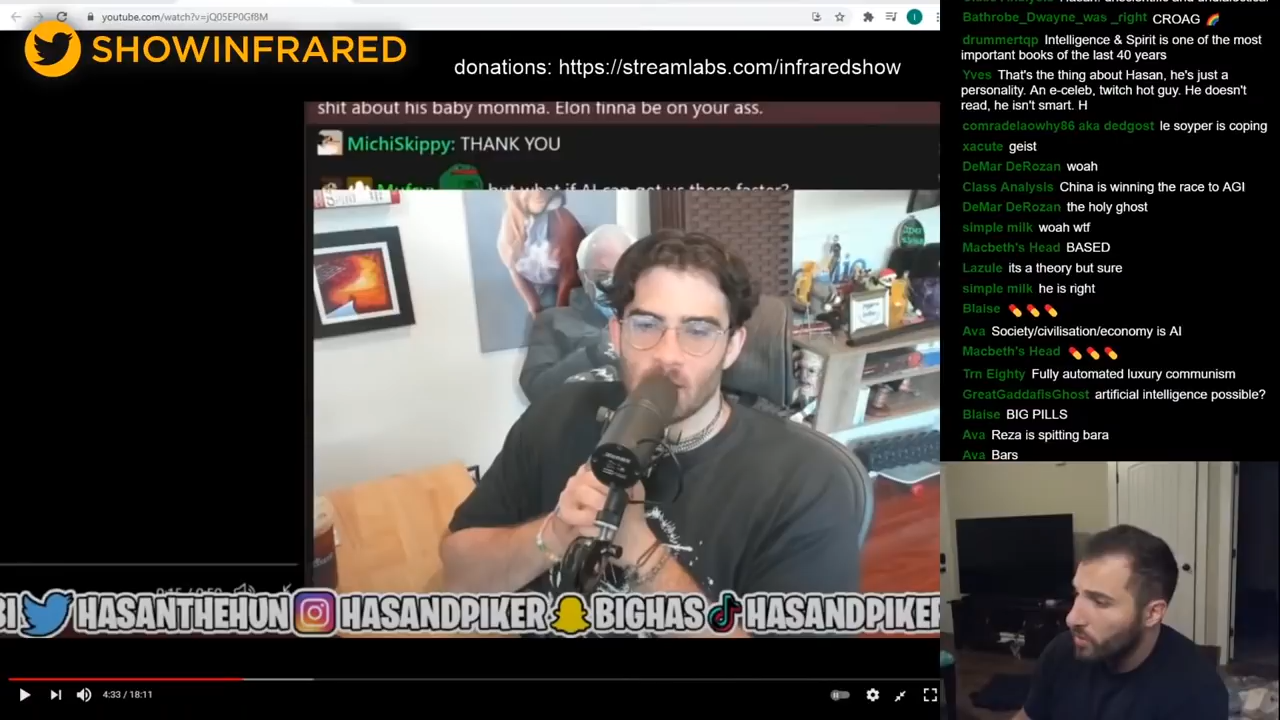 youtube.com/watch?v=jQ05EP0Gf8M
SHOWINFRARED
donations: https://streamlabs.com/infraredshow
shit about his baby momma. Elon finna be on your ass.
MichiSkippy: THANK YOU
but what if AI can get us there faster?
HASANTHEHUN HASANDPIKER BIGHAS HASANDPIKER
4:33 / 18:11
Bathrobe_Dwayne_was _right CROAG
drummertqp Intelligence & Spirit is one of the most
important books of the last 40 years
Yves That's the thing about Hasan, he's just a
personality. An e-celeb, twitch hot guy. He doesn't
read, he isn't smart. H
comradelaowhy86 aka dedgost le soyper is coping
xacute geist
DeMar DeRozan woah
Class Analysis China is winning the race to AGI
DeMar DeRozan the holy ghost
simple milk woah wtf
Macbeth's Head BASED
Lazule its a theory but sure
simple milk he is right
Blaise
Ava Society/civilisation/economy is AI
Macbeth's Head
Trn Eighty Fully automated luxury communism
GreatGaddafisGhost artificial intelligence possible?
Blaise BIG PILLS
Ava Reza is spitting bara
Ava Bars